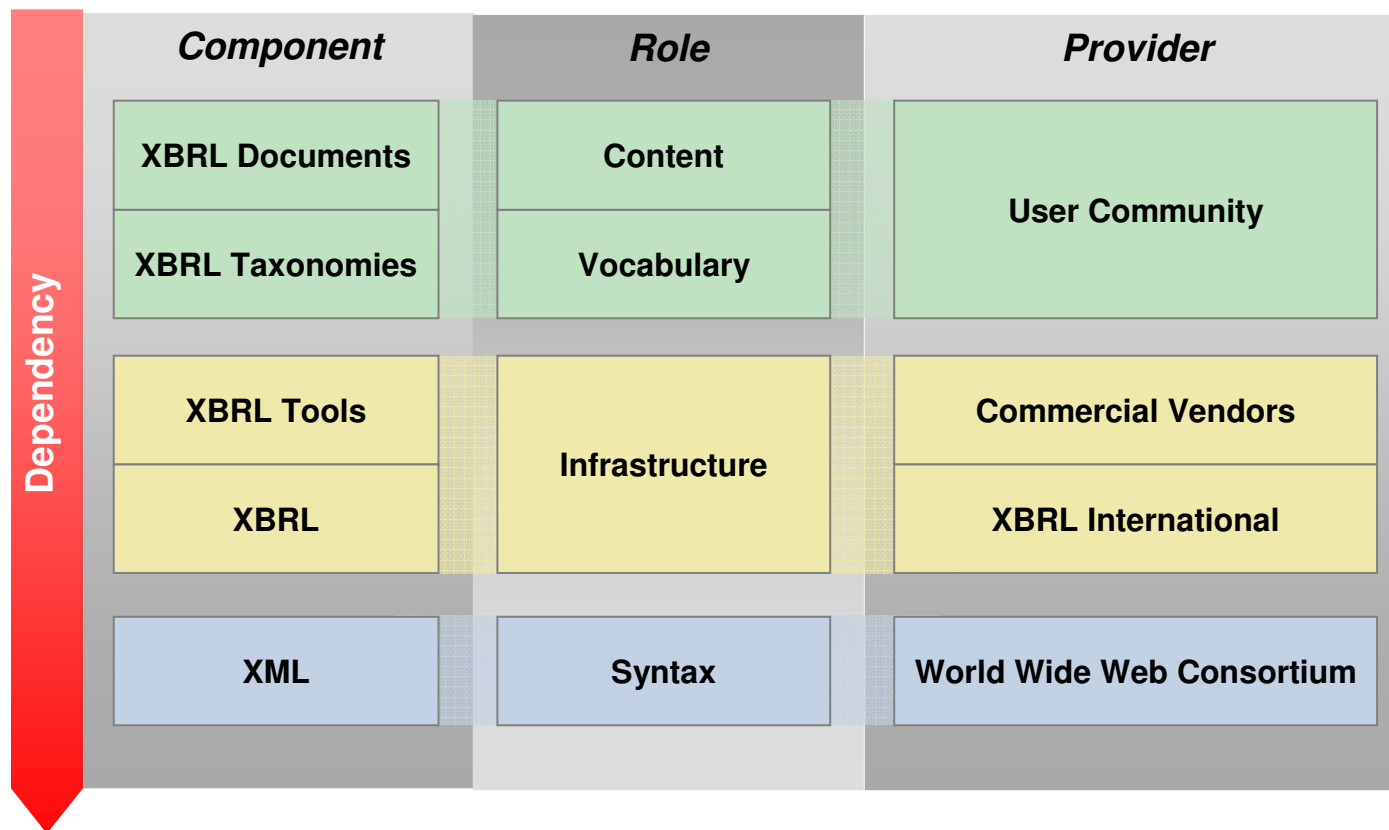 Component
Role
Provider
XBRL Documents
Content
User Community
XBRL Taxonomies
Vocabulary
Dependency
XBRL Tools
Infrastructure
Commercial Vendors
XBRL
XBRL International
XML
Syntax
World Wide Web Consortium